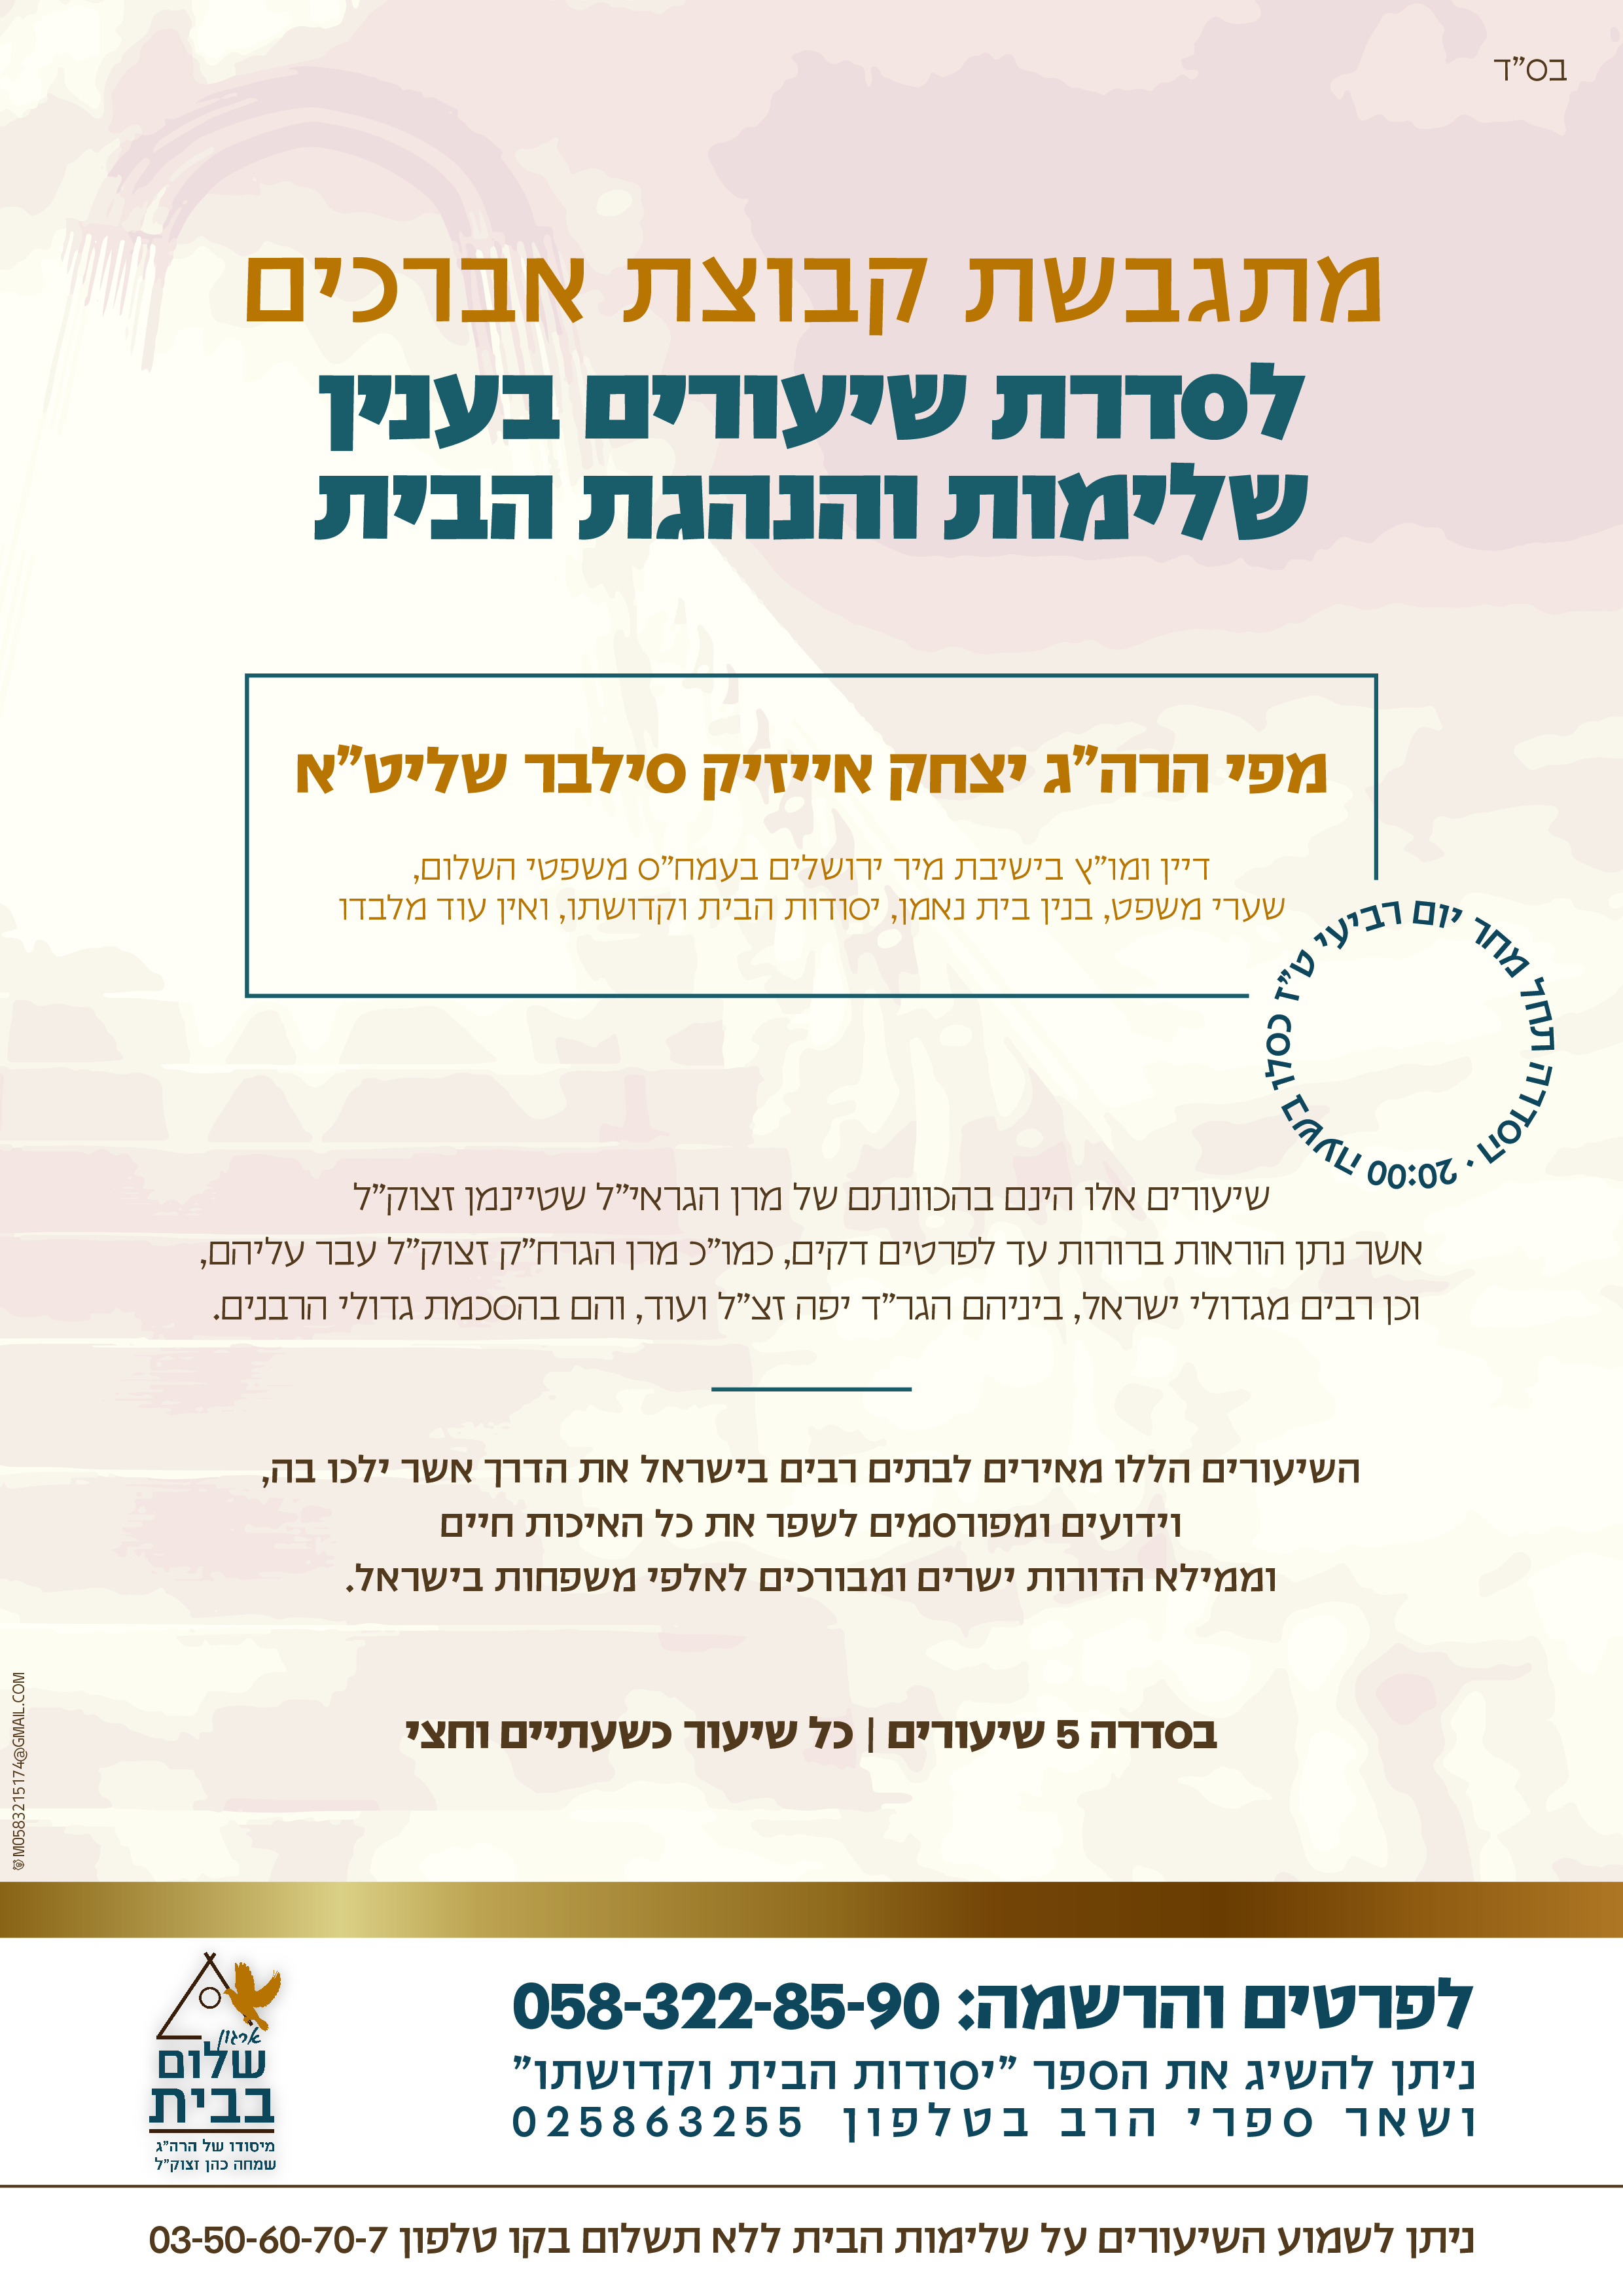 בס"ד
מתגבשת קבוצת אברכים
לסדרת שיעורים בענין
שלימות והנהגת הבית
מפי הרה"ג יצחק אייזיק סילבר שליט"א
דיין ומו"ץ בישיבת מיר ירושלים בעמח"ס משפטי השלום,
שערי משפט, בנין בית נאמן, יסודות הבית וקדושתו, ואין עוד מלבדו
הסדרה תחל מחר יום רביעי ט"ז כסלו בשעה 20:00 •
שיעורים אלו הינם בהכוונתם של מרן הגראי"ל שטיינמן זצוק"ל
אשר נתן הוראות ברורות עד לפרטים דקים, כמו"כ מרן הגרח"ק זצוק"ל עבר עליהם,
וכן רבים מגדולי ישראל, ביניהם הגר"ד יפה זצ"ל ועוד, והם בהסכמת גדולי הרבנים.
השיעורים הללו מאירים לבתים רבים בישראל את הדרך אשר ילכו בה,
וידועים ומפורסמים לשפר את כל האיכות חיים
וממילא הדורות ישרים ומבורכים לאלפי משפחות בישראל.
בסדרה 5 שיעורים | כל שיעור כשעתיים וחצי
M0583215174@GMAIL.COM
לפרטים והרשמה: 058-322-85-90
ניתן להשיג את הספר "יסודות הבית וקדושתו"
ושאר ספרי הרב בטלפון 025863255
ארגון
שלום
בבית
מיסודו של הרה"ג
שמחה כהן זצוק"ל
ניתן לשמוע השיעורים על שלימות הבית ללא תשלום בקו טלפון 03-50-60-70-7